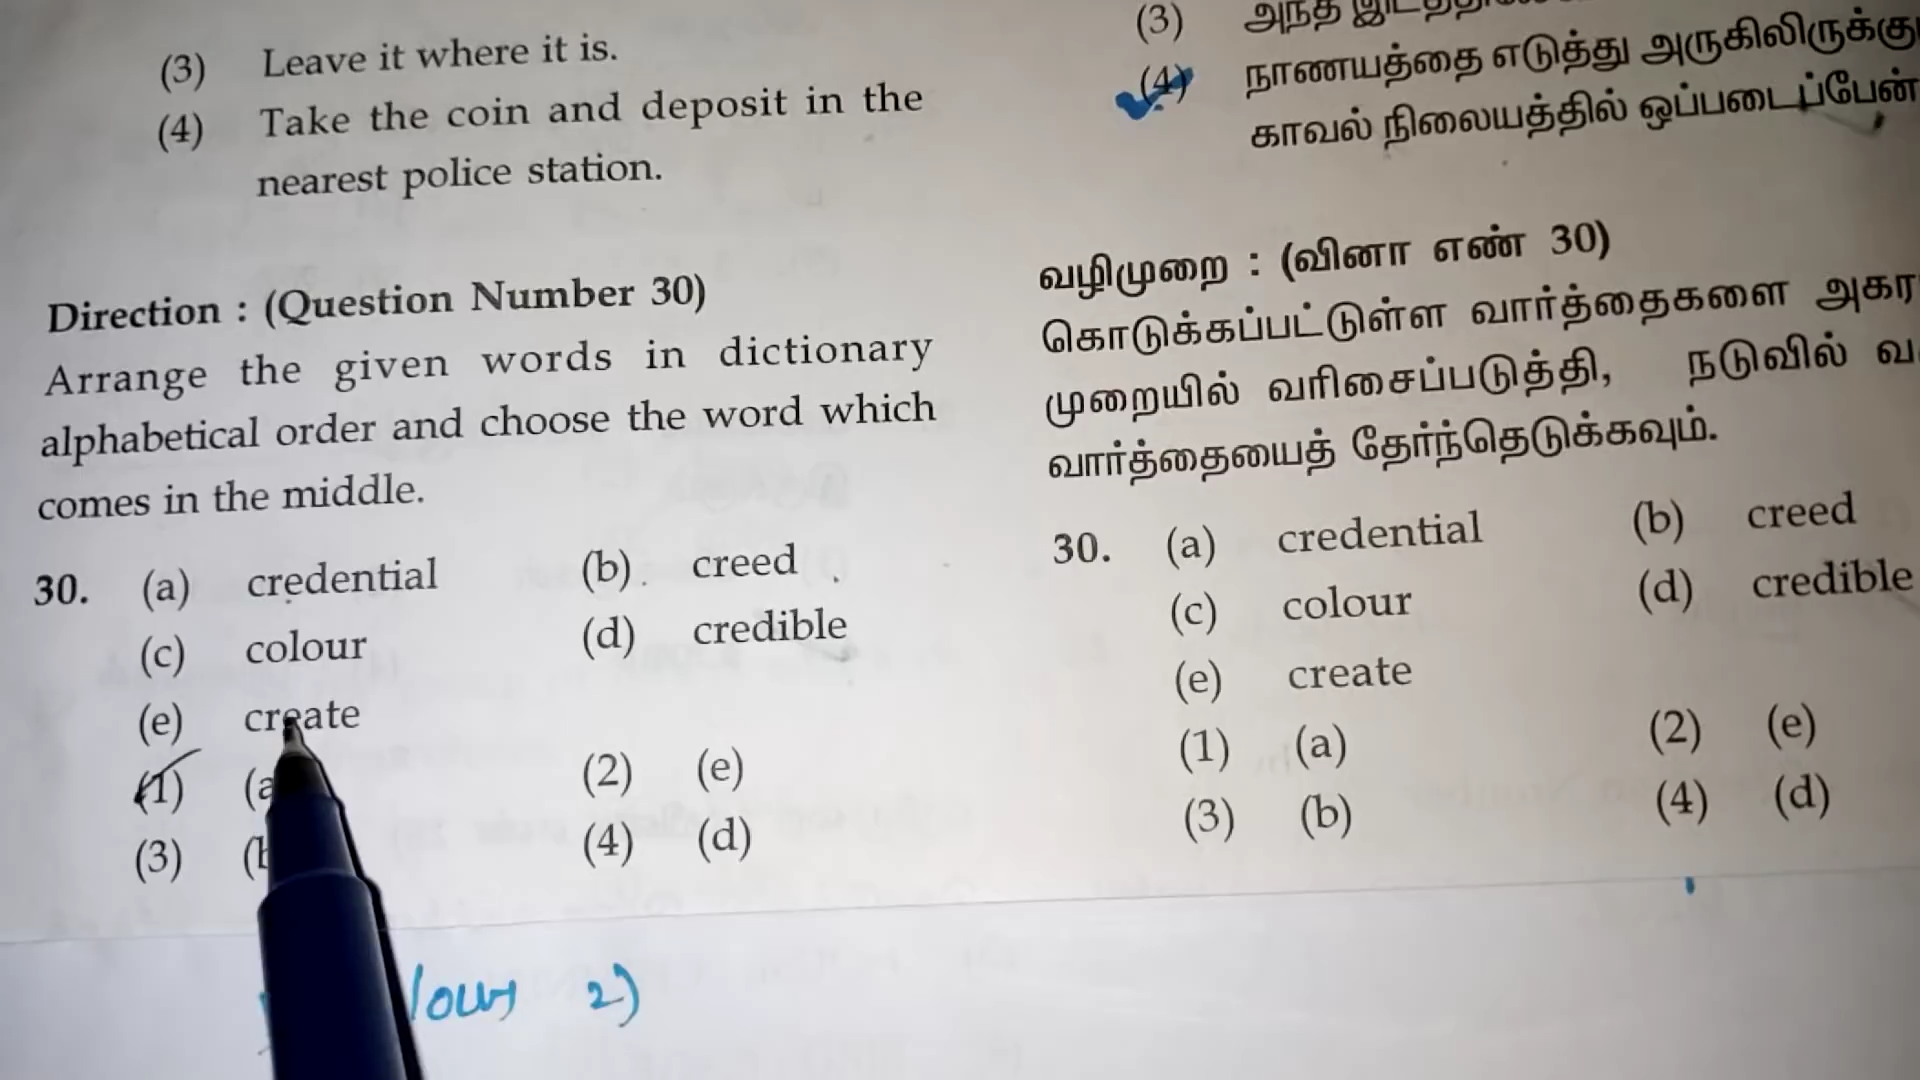 (3) Leave it where it is.
(4) Take the coin and deposit in the
nearest police station.
Direction : (Question Number 30)
Arrange the given words in dictionary
alphabetical order and choose the word which
comes in the middle.
30. (a) credential (b) creed
(c) colour (d) credible
(e) create
(1) (a
(2) (e)
(3)
(4) (d)
2)
(3) அந்த
(4) நாணயத்தை எடுத்து அருகிலிருக்கு
காவல் நிலையத்தில் ஒப்படைப்பேன்
வழிமுறை : (வினா எண் 30)
கொடுக்கப்பட்டுள்ள வார்த்தைகளை அகர
முறையில் வரிசைப்படுத்தி, நடுவில் வ
வார்த்தையைத் தேர்ந்தெடுக்கவும்.
30. (a) credential (b) creed
(c) colour (d) credible
(e) create
(1) (a) (2) (e)
(3) (b) (4) (d)